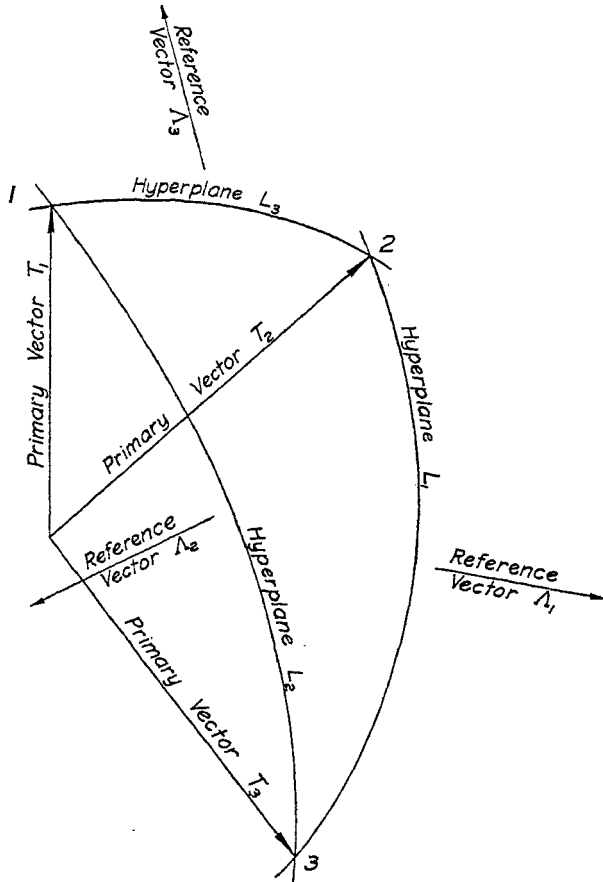 Reference
Vector Λ₃
1
Hyperplane L₃
2
Primary Vector T₁
Primary Vector T₂
Hyperplane L₁
Reference
Vector Λ₂
Reference
Vector Λ₁
Hyperplane L₂
Primary Vector T₃
3